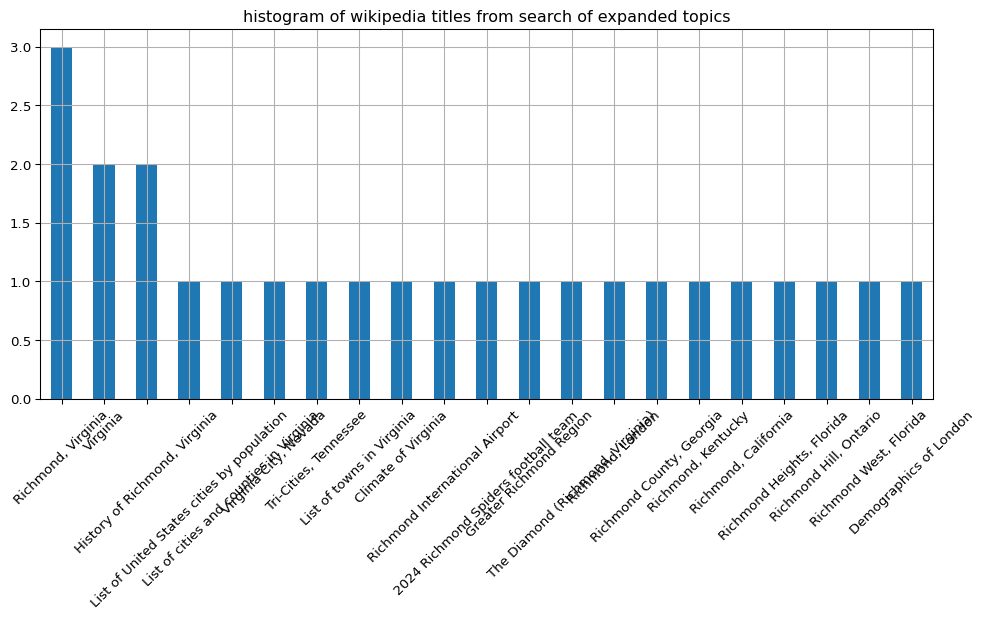 histogram of wikipedia titles from search of expanded topics
3.0
2.5
2.0
1.5
1.0
0.5
0.0
Richmond, Virginia
Virginia
History of Richmond, Virginia
List of United States cities by population
List of cities and counties in Virginia
Virginia City, Nevada
Tri-Cities, Tennessee
List of towns in Virginia
Climate of Virginia
Richmond International Airport
2024 Richmond Spiders football team
Greater Richmond Region
The Diamond (Richmond, Virginia)
Richmond, London
Richmond County, Georgia
Richmond, Kentucky
Richmond, California
Richmond Heights, Florida
Richmond Hill, Ontario
Richmond West, Florida
Demographics of London